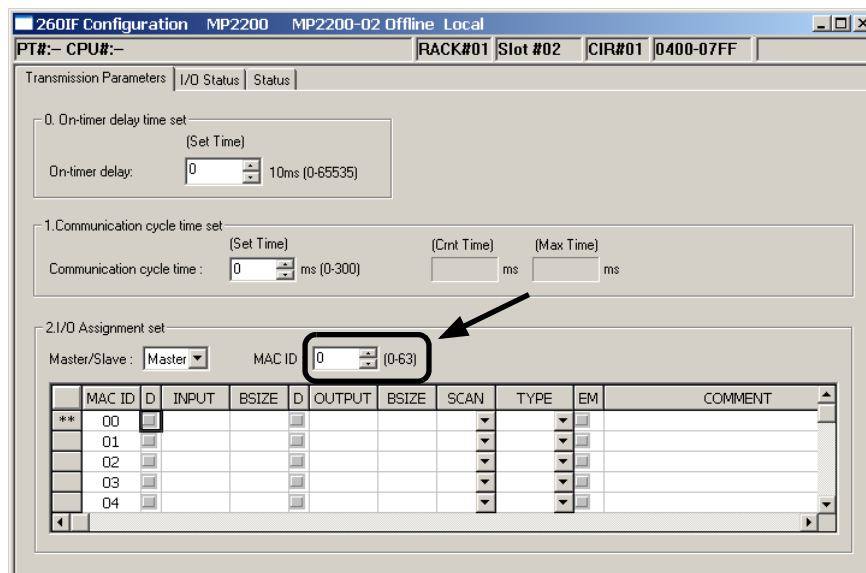 260IF Configuration MP2200 MP2200-02 Offline Local
PT#:– CPU#:– RACK#01 Slot #02 CIR#01 0400-07FF
Transmission Parameters I/O Status Status
0. On-timer delay time set
(Set Time)
On-timer delay: 0 10ms (0-65535)
1.Communication cycle time set
(Set Time) (Crnt Time) (Max Time)
Communication cycle time : 0 ms (0-300) ms ms
2.I/O Assignment set
Master/Slave : Master MAC ID 0 (0-63)
MAC ID D INPUT BSIZE D OUTPUT BSIZE SCAN TYPE EM COMMENT
** 00
01
02
03
04